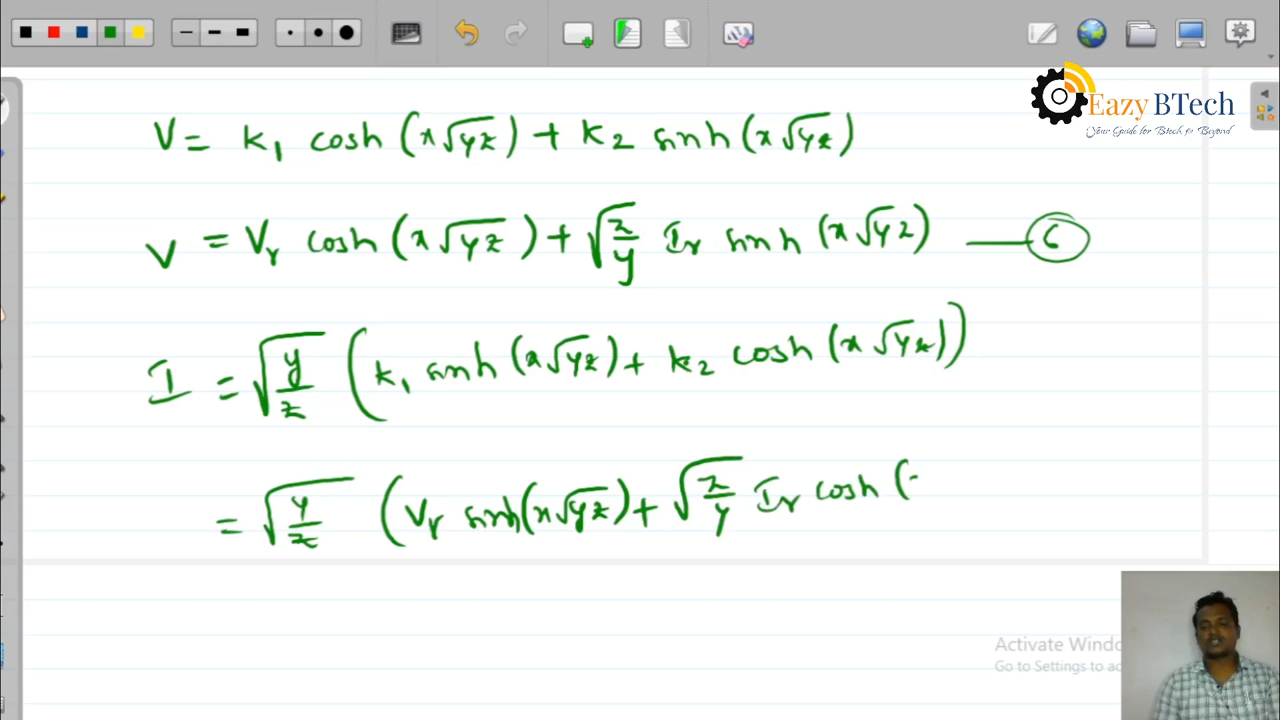 Eazy BTech
Your Guide for Btech & Beyond
V = k₁ cosh (x√yz) + k₂ sinh (x√yz)
V = Vr cosh (x√yz) + √z/y Ir sinh (x√yz) — 6
I = √y/z (k₁ sinh (x√yz) + k₂ cosh (x√yz))
= √y/z (Vr sinh (x√yz) + √z/y Ir cosh (
Activate Windo
Go to Settings to ac